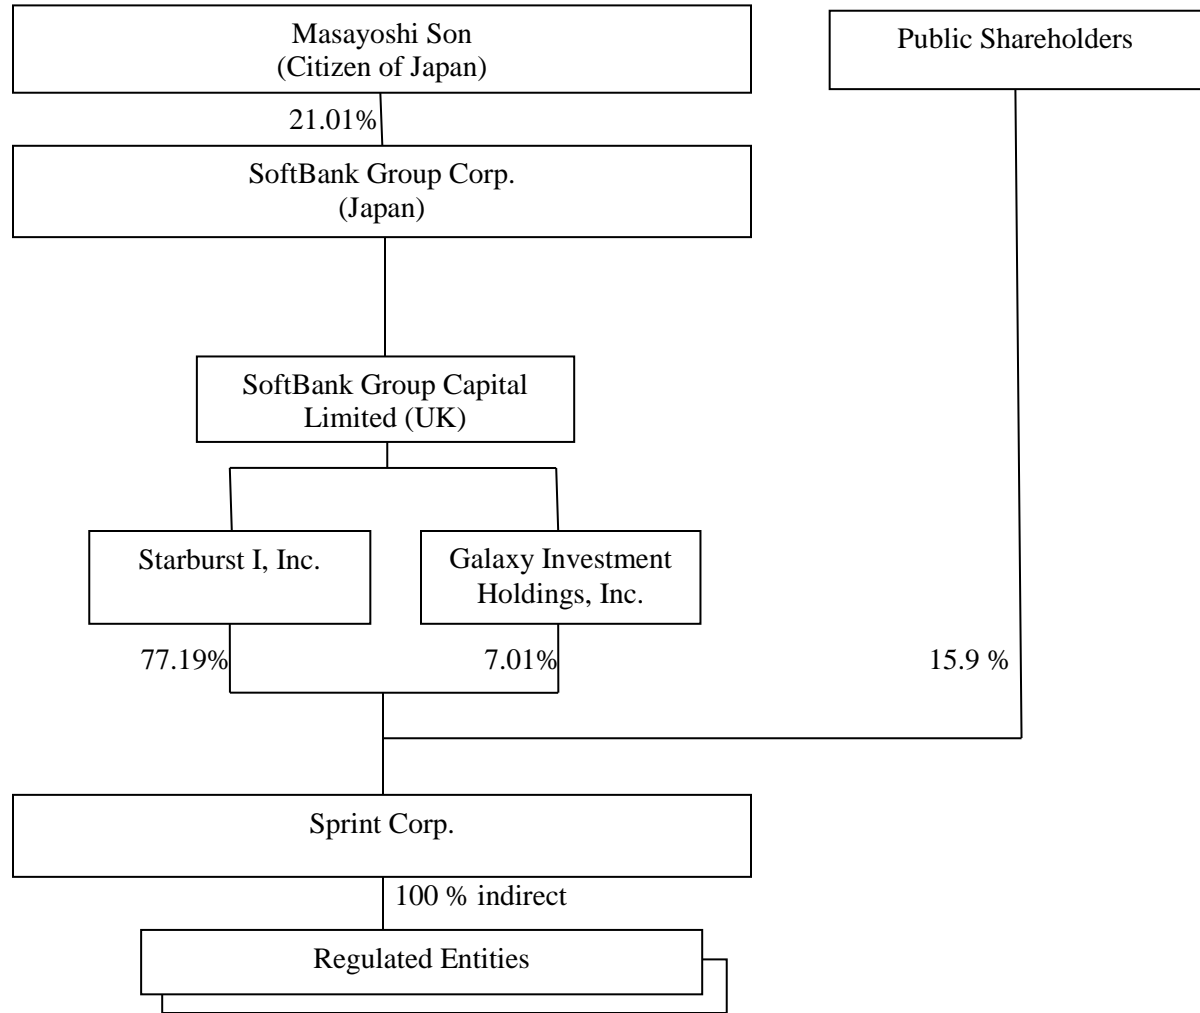 Masayoshi Son
(Citizen of Japan)
Public Shareholders
21.01%
SoftBank Group Corp.
(Japan)
SoftBank Group Capital
Limited (UK)
Starburst I, Inc.
Galaxy Investment
Holdings, Inc.
77.19%
7.01%
15.9 %
Sprint Corp.
100 % indirect
Regulated Entities